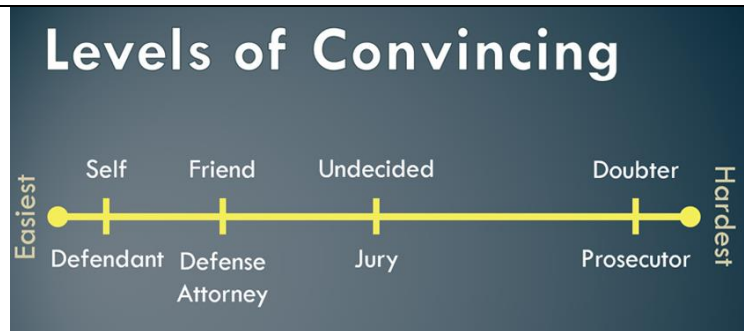 Levels of Convincing
Easiest
Self Friend Undecided Doubter
Defendant Defense Attorney Jury Prosecutor
Hardest